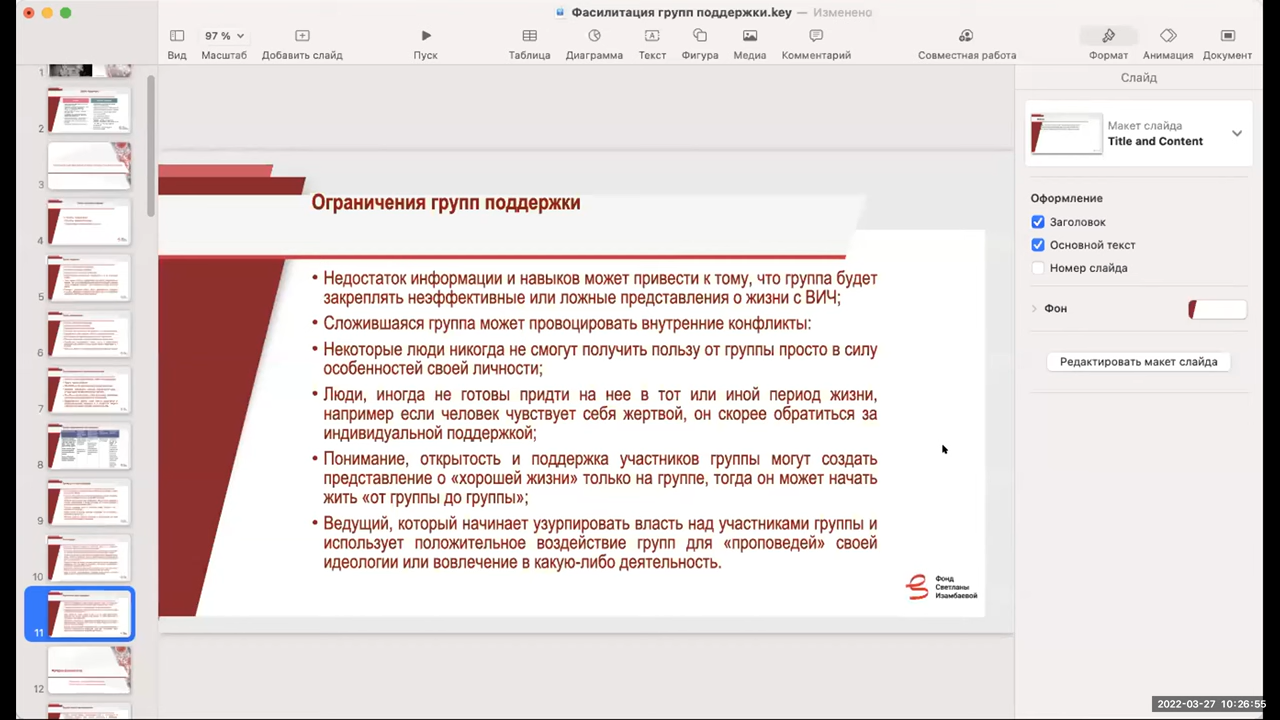 Фасилитация групп поддержки.key — Изменено
97 %
Вид
Масштаб
Добавить слайд
Пуск
Таблица
Диаграмма
Текст
Фигура
Медиа
Комментарий
Совместная работа
Формат
Анимация
Документ
1
2
3
4
5
6
7
8
9
10
11
12
Ограничения групп поддержки
• Недостаток информации участников может привести к тому, что группа будет
закреплять неэффективные или ложные представления о жизни с ВИЧ;
• Сложившаяся группа может провоцировать внутренние конфликты.
• Некоторые люди никогда не смогут получить пользу от группы просто в силу
особенностей своей личности;
• Люди иногда не готовы прийти на нее в тот или иной период жизни,
например если человек чувствует себя жертвой, он скорее обратиться за
индивидуальной поддержкой;
• Понимание, открытость и поддержка участников группы могут создать
представление о «хорошей жизни» только на группе, тогда он может начать
жить «от группы до группы»;
• Ведущий, который начинает узурпировать власть над участниками группы и
использует положительное воздействие групп для «протекцией» своей
идеологии или вовлечение в какую-либо деятельность.
Фонд
Светланы
Изамбаевой
Слайд
Макет слайда
Title and Content
Оформление
Заголовок
Основной текст
Номер слайда
Фон
Редактировать макет слайда
2022-03-27 10:26:55